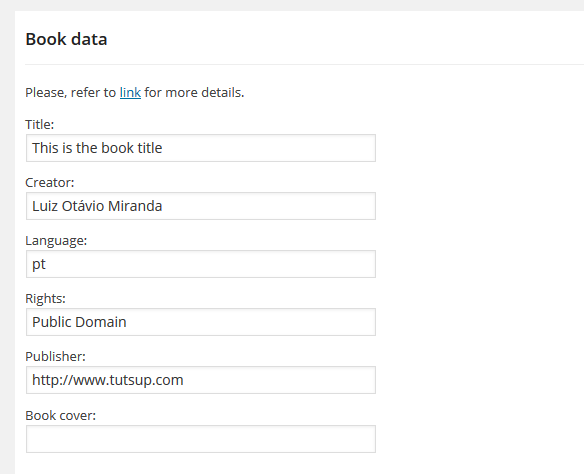 Book data
Please, refer to link for more details.
Title:
This is the book title
Creator:
Luiz Otávio Miranda
Language:
pt
Rights:
Public Domain
Publisher:
http://www.tutsup.com
Book cover: